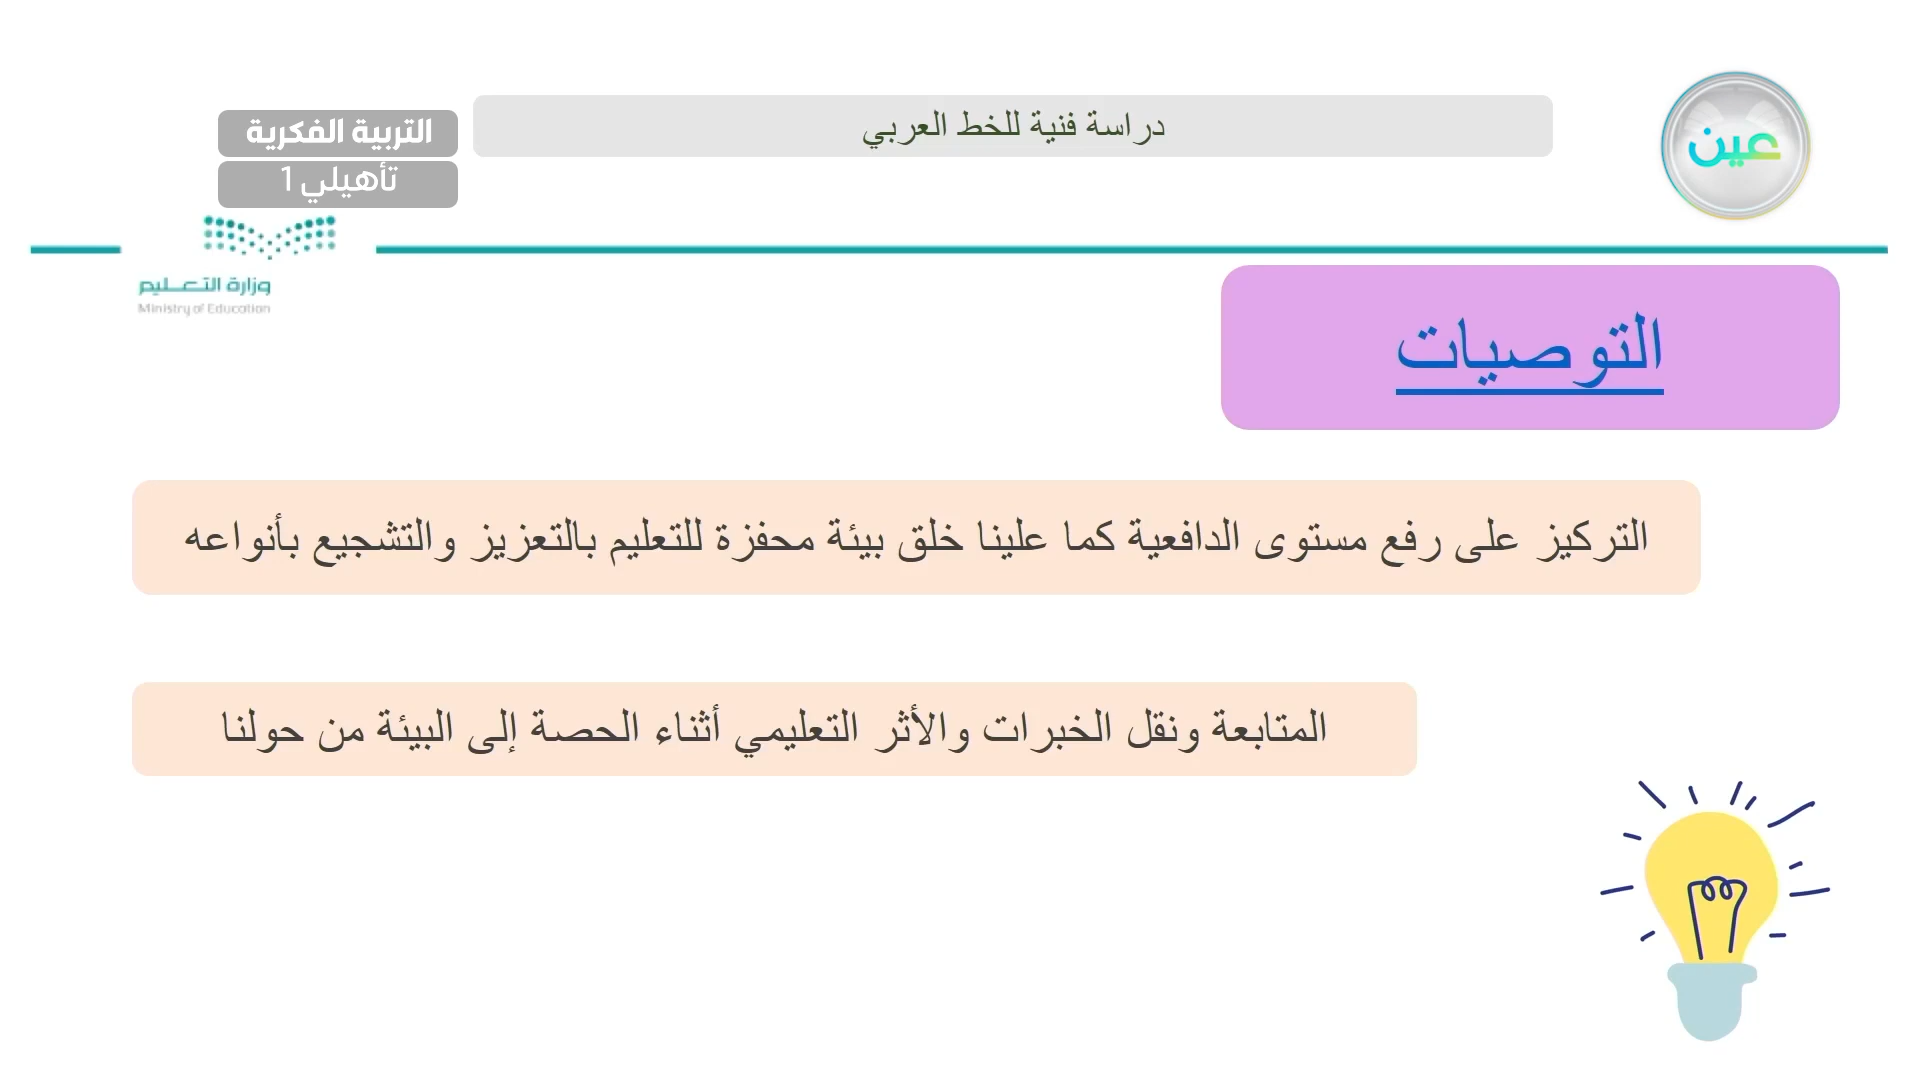 دراسة فنية للخط العربي
عين
التربية الفكرية
تأهيلي 1
وزارة التعليم
Ministry of Education
التوصيات
التركيز على رفع مستوى الدافعية كما علينا خلق بيئة محفزة للتعليم بالتعزيز والتشجيع بأنواعه
المتابعة ونقل الخبرات والأثر التعليمي أثناء الحصة إلى البيئة من حولنا